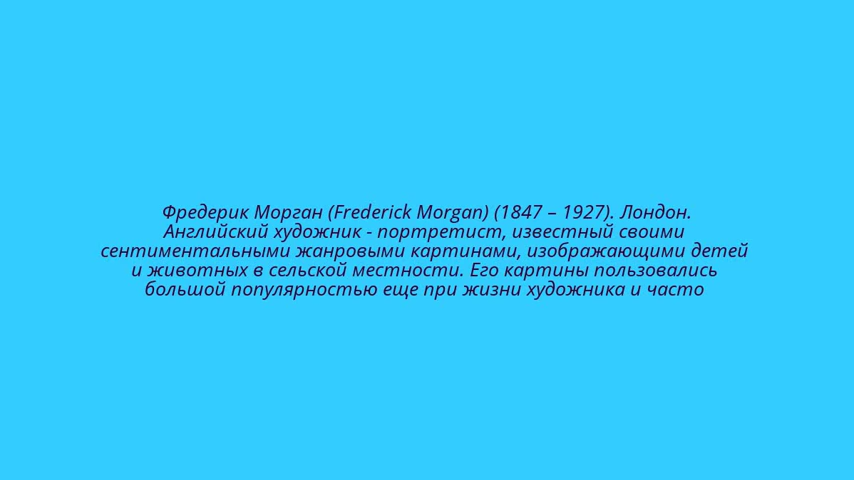 Фредерик Морган (Frederick Morgan) (1847 – 1927). Лондон.
Английский художник - портретист, известный своими
сентиментальными жанровыми картинами, изображающими детей
и животных в сельской местности. Его картины пользовались
большой популярностью еще при жизни художника и часто